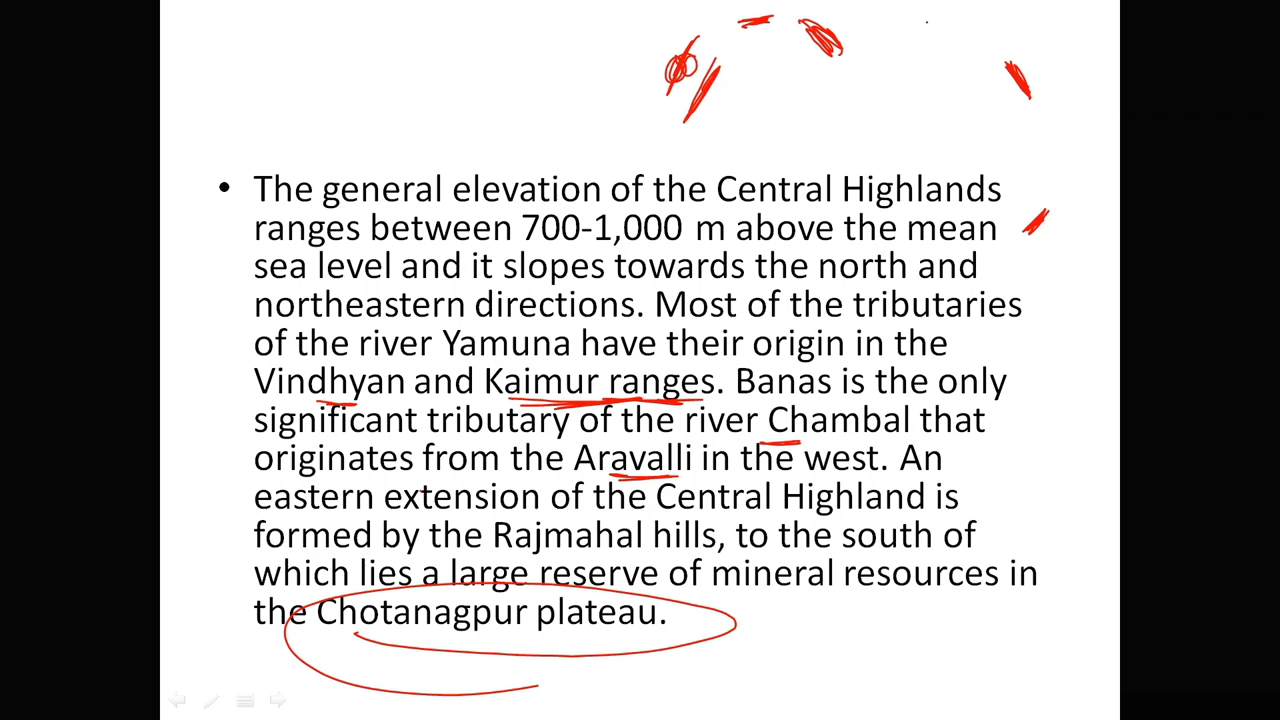 • The general elevation of the Central Highlands
ranges between 700-1,000 m above the mean
sea level and it slopes towards the north and
northeastern directions. Most of the tributaries
of the river Yamuna have their origin in the
Vindhyan and Kaimur ranges. Banas is the only
significant tributary of the river Chambal that
originates from the Aravalli in the west. An
eastern extension of the Central Highland is
formed by the Rajmahal hills, to the south of
which lies a large reserve of mineral resources in
the Chotanagpur plateau.